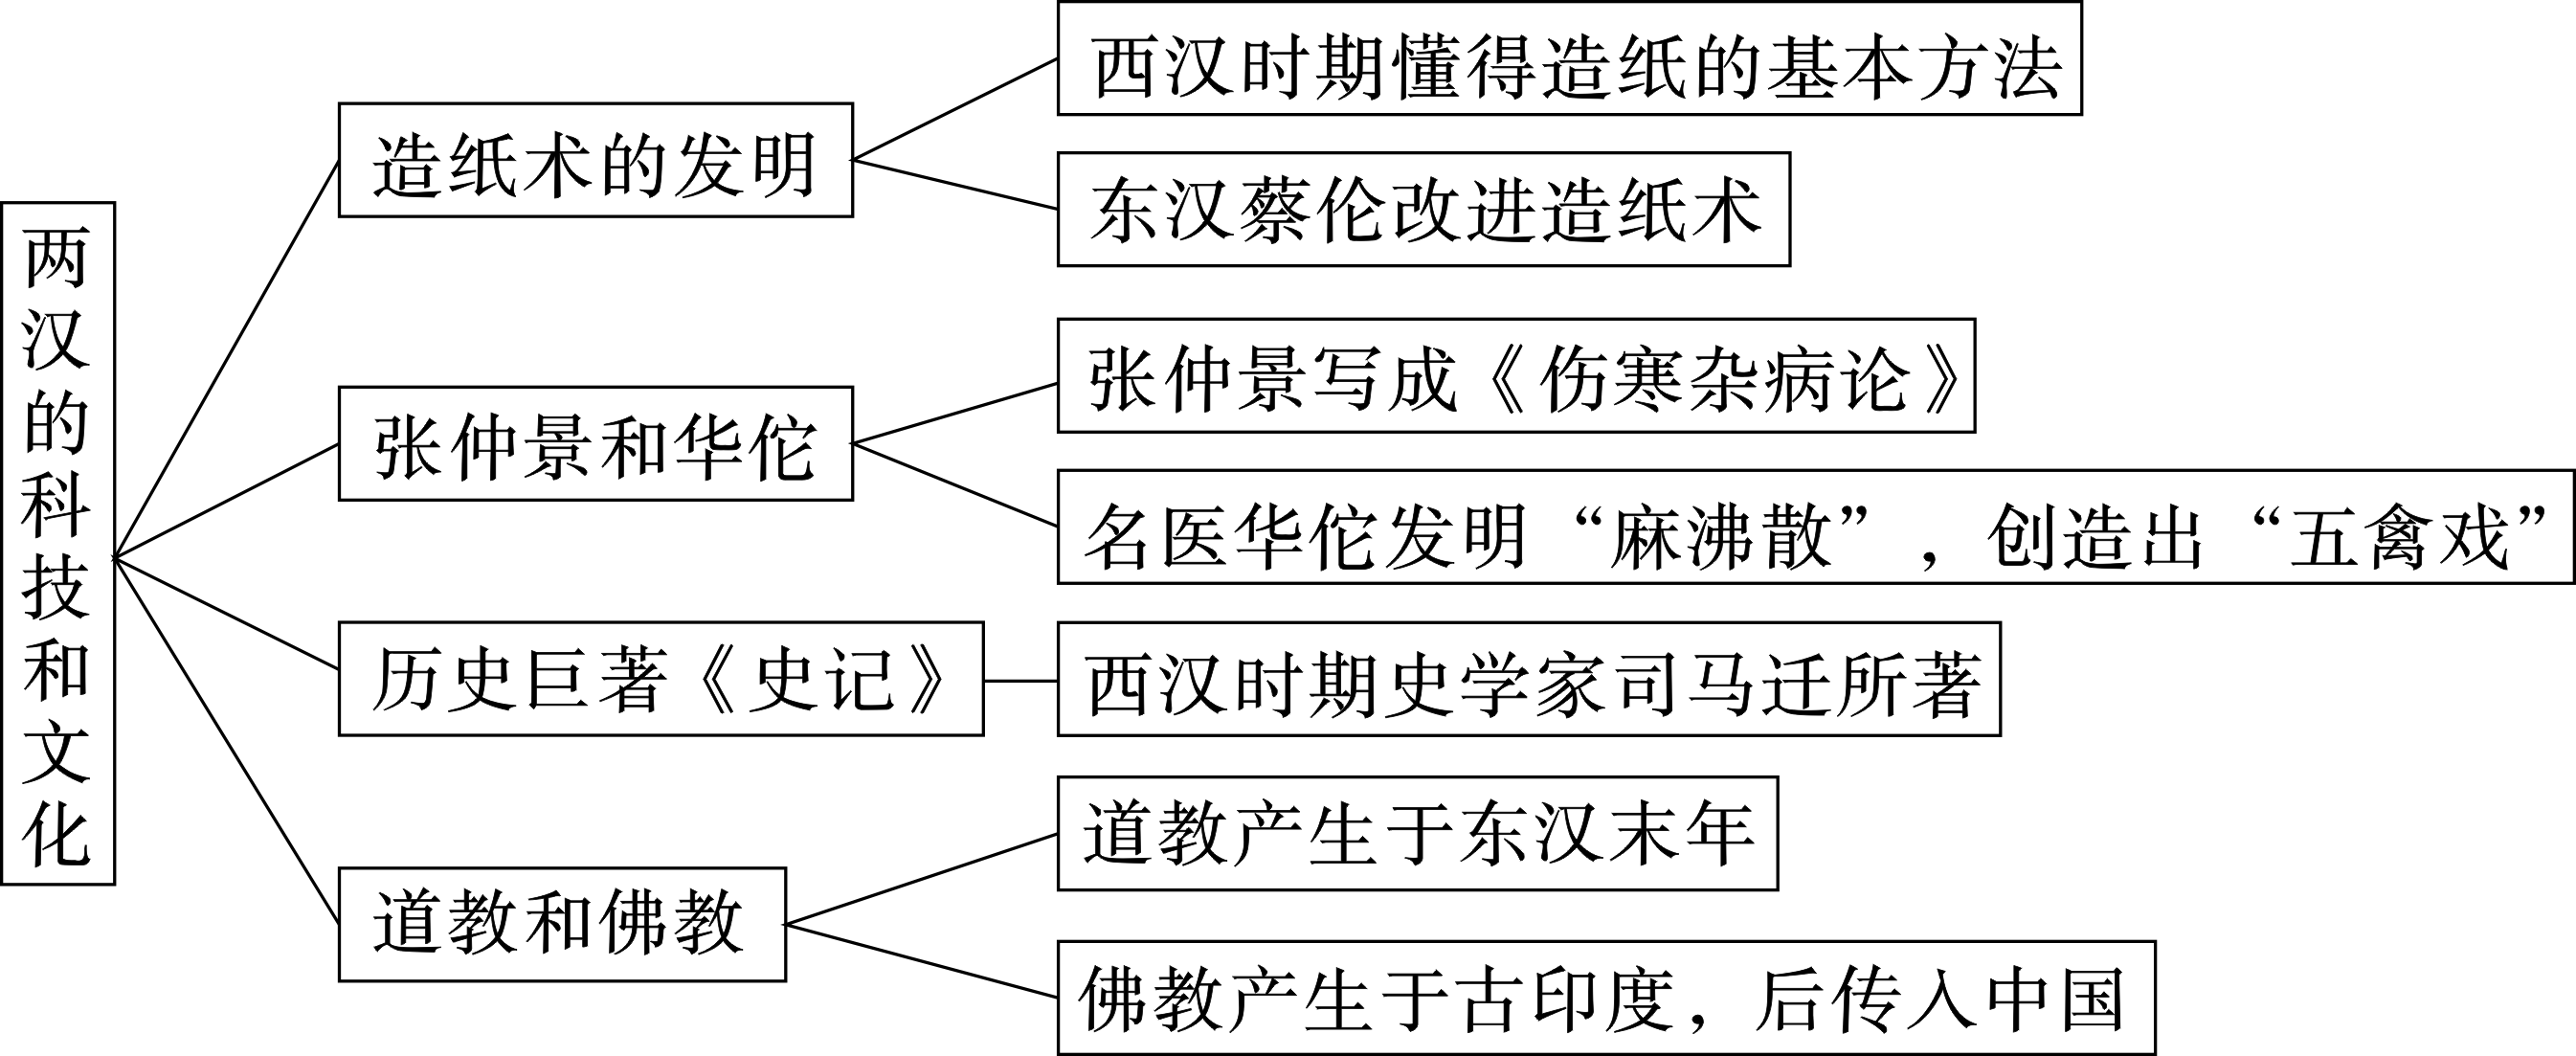 两汉的科技和文化
造纸术的发明
西汉时期懂得造纸的基本方法
东汉蔡伦改进造纸术
张仲景和华佗
张仲景写成《伤寒杂病论》
名医华佗发明“麻沸散”，创造出“五禽戏”
历史巨著《史记》
西汉时期史学家司马迁所著
道教和佛教
道教产生于东汉末年
佛教产生于古印度，后传入中国